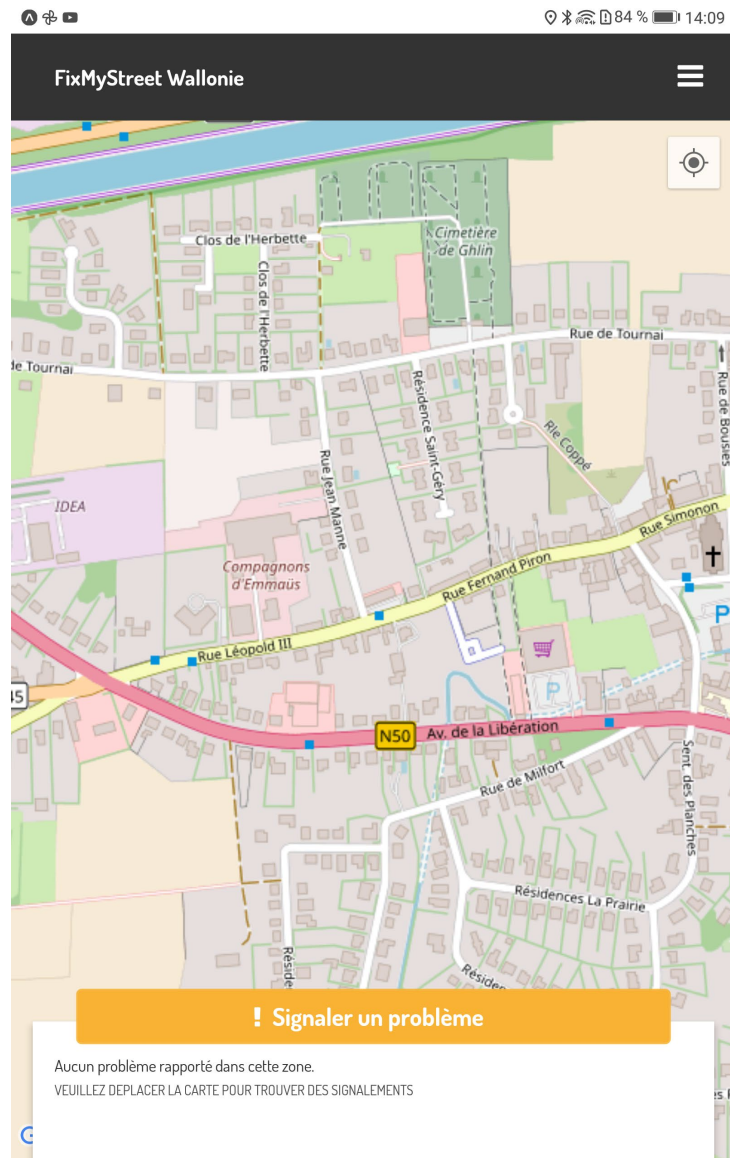 84 % 14:09
FixMyStreet Wallonie
Clos de l'Herbette
Cimetière
de Ghlin
Clos de l'Herbette
Rue de Tournai
de Tournai
Rue de Bousies
Résidence Saint-Géry
Rle Coppé
Rue Jean Manne
IDEA
Rue Simonon
Compagnons
d'Emmaüs
Rue Fernand Piron
P
Rue Léopold III
P
45
N50
Av. de la Libération
Rue de Milfort
Sent. des Planches
Résidences La Prairie
Réside
Résiden
! Signaler un problème
Aucun problème rapporté dans cette zone.
VEUILLEZ DEPLACER LA CARTE POUR TROUVER DES SIGNALEMENTS